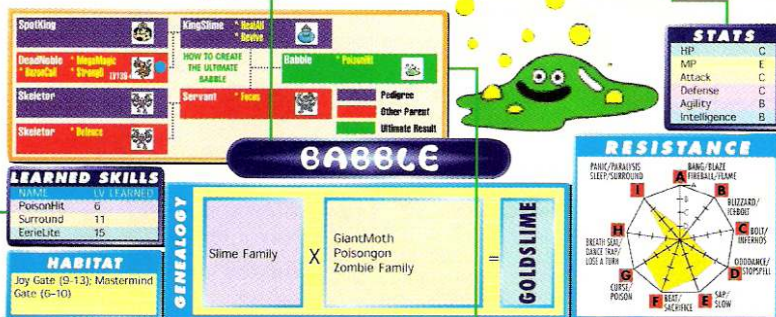 SpotKing
KingSlime * HealAll
* Revive
DeadNoble * MegaMagic
* RazorCall * StrongD LV138+
HOW TO CREATE
THE ULTIMATE
BABBLE
Babble * PoisonHit
Skeletor
Servant * Focus
Skeletor
Pedigree
Other Parent
Ultimate Result
STATS
HP C
MP E
Attack C
Defense C
Agility B
Intelligence B
BABBLE
LEARNED SKILLS
NAME LV LEARNED
PoisonHit 6
Surround 11
EerieLite 15
HABITAT
Joy Gate (9-13); Mastermind
Gate (6-10)
GENEALOGY
Slime Family
X
GiantMoth
Poisongon
Zombie Family
=
GOLDSLIME
RESISTANCE
PANIC/PARALYSIS
SLEEP/SURROUND
A BANG/BLAZE
FIREBALL/FLAME
B BLIZZARD/
ICEBOLT
C BOLT/
INFERNOS
D ODDDANCE/
STOPSPELL
E SAP/
SLOW
F BEAT/
SACRIFICE
G CURSE/
POISON
H BREATH SEAL/
DANCE TRAP/
LOSE A TURN
I